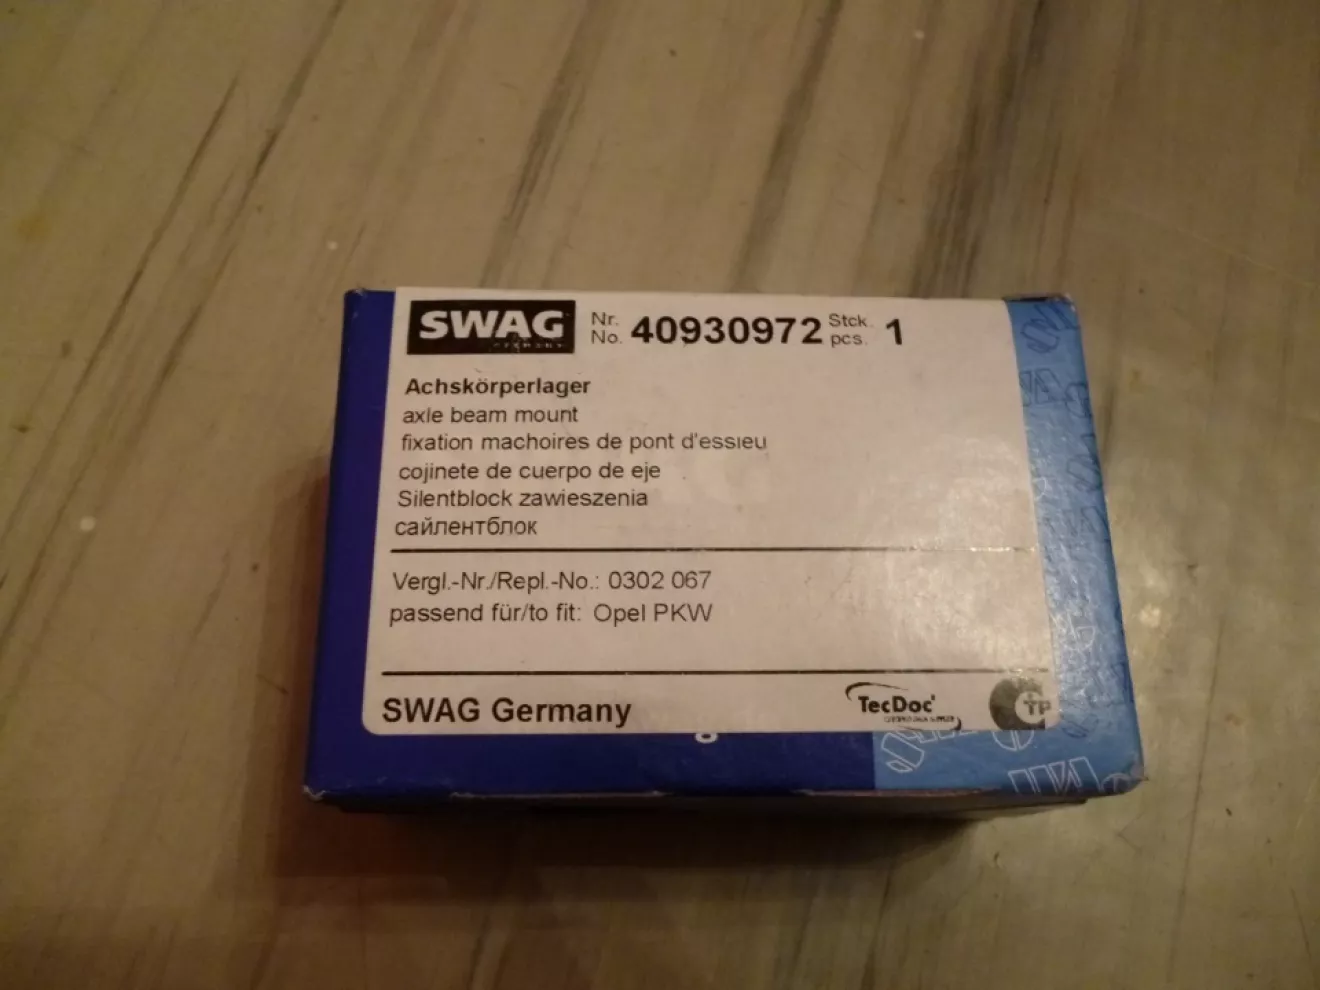 SWAG
Nr. No. 40930972 Stck. pcs. 1
Achskörperlager
axle beam mount
fixation machoires de pont d'essieu
cojinete de cuerpo de eje
Silentblock zawieszenia
сайлентблок
Vergl.-Nr./Repl.-No.: 0302 067
passend für/to fit: Opel PKW
SWAG Germany
TecDoc